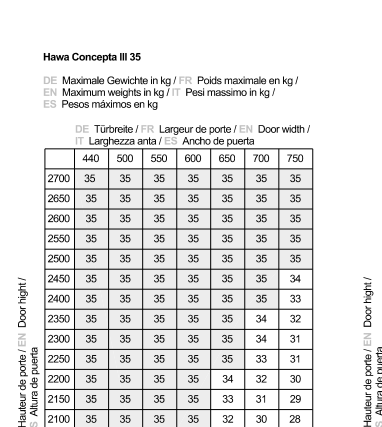 Hawa Concepta III 35
DE Maximale Gewichte in kg / FR Poids maximale en kg /
EN Maximum weights in kg / IT Pesi massimo in kg /
ES Pesos máximos en kg
DE Türbreite / FR Largeur de porte / EN Door width /
IT Larghezza anta / ES Ancho de puerta
440 500 550 600 650 700 750
2700 35 35 35 35 35 35 35
2650 35 35 35 35 35 35 35
2600 35 35 35 35 35 35 35
2550 35 35 35 35 35 35 35
2500 35 35 35 35 35 35 35
2450 35 35 35 35 35 35 34
2400 35 35 35 35 35 35 33
2350 35 35 35 35 35 34 32
2300 35 35 35 35 35 34 31
2250 35 35 35 35 35 33 31
2200 35 35 35 35 34 32 30
2150 35 35 35 35 33 31 29
2100 35 35 35 35 32 30 28
Hauteur de porte / EN Door hight /
S Altura de puerta
Hauteur de porte / EN Door hight /
S Altura de puerta